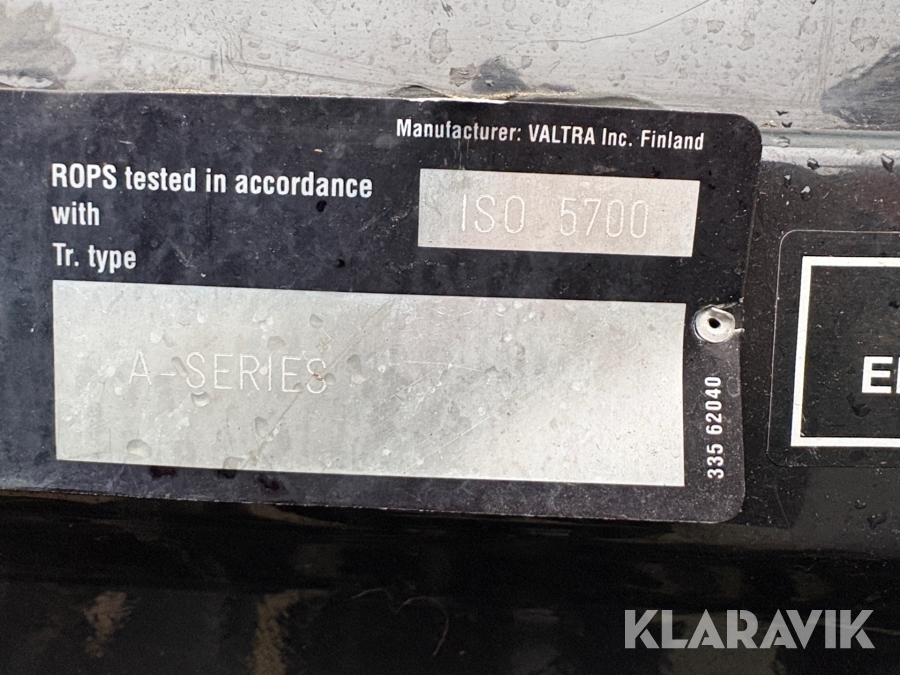 Manufacturer: VALTRA Inc. Finland
ROPS tested in accordance
with
ISO 5700
Tr. type
A-SERIES
335 62040
KLARAVIK